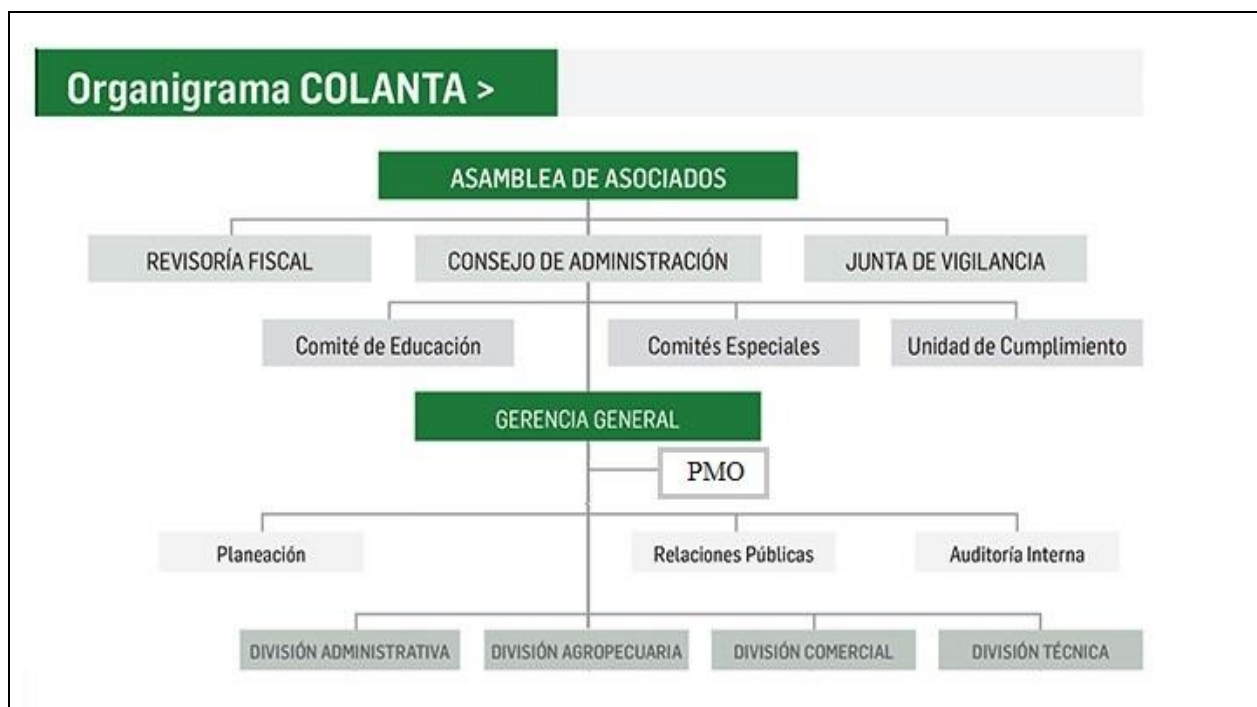 Organigrama COLANTA >
ASAMBLEA DE ASOCIADOS
REVISORÍA FISCAL
CONSEJO DE ADMINISTRACIÓN
JUNTA DE VIGILANCIA
Comité de Educación
Comités Especiales
Unidad de Cumplimiento
GERENCIA GENERAL
PMO
Planeación
Relaciones Públicas
Auditoría Interna
DIVISIÓN ADMINISTRATIVA
DIVISIÓN AGROPECUARIA
DIVISIÓN COMERCIAL
DIVISIÓN TÉCNICA